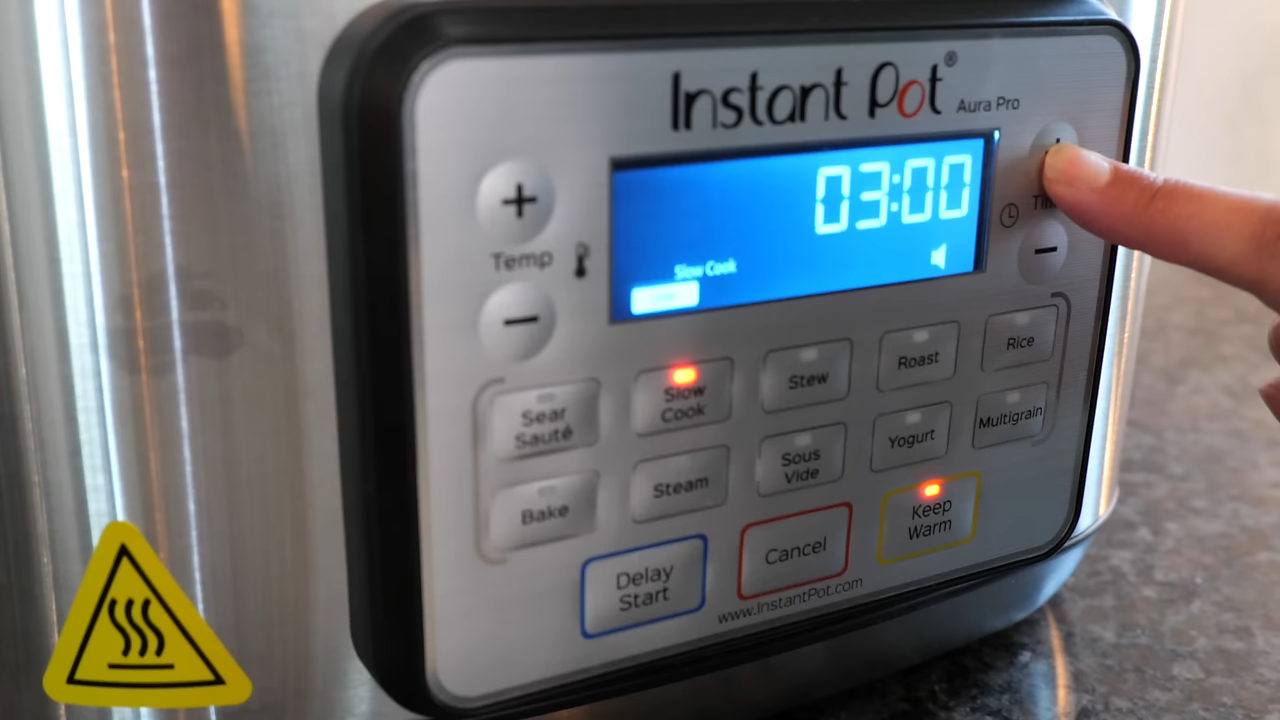 Instant Pot® Aura Pro
03:00
+
Temp
−
Slow Cook
−
Sear
Sauté
Slow
Cook
Stew
Roast
Rice
Bake
Steam
Sous
Vide
Yogurt
Multigrain
Delay
Start
Cancel
Keep
Warm
www.InstantPot.com